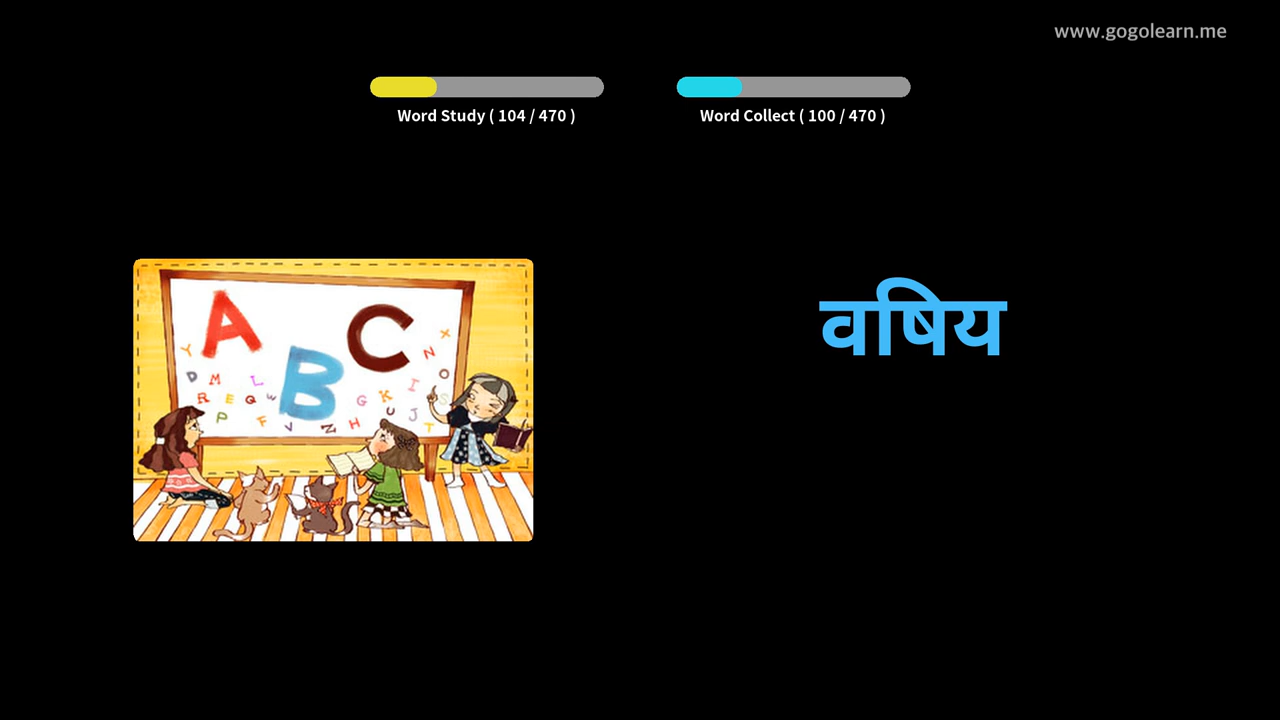 www.gogolearn.me
Word Study ( 104 / 470 )
Word Collect ( 100 / 470 )
वषिय
A B C
X
Y N
D M L I O
R E Q W G K S
P F V Z H U J T